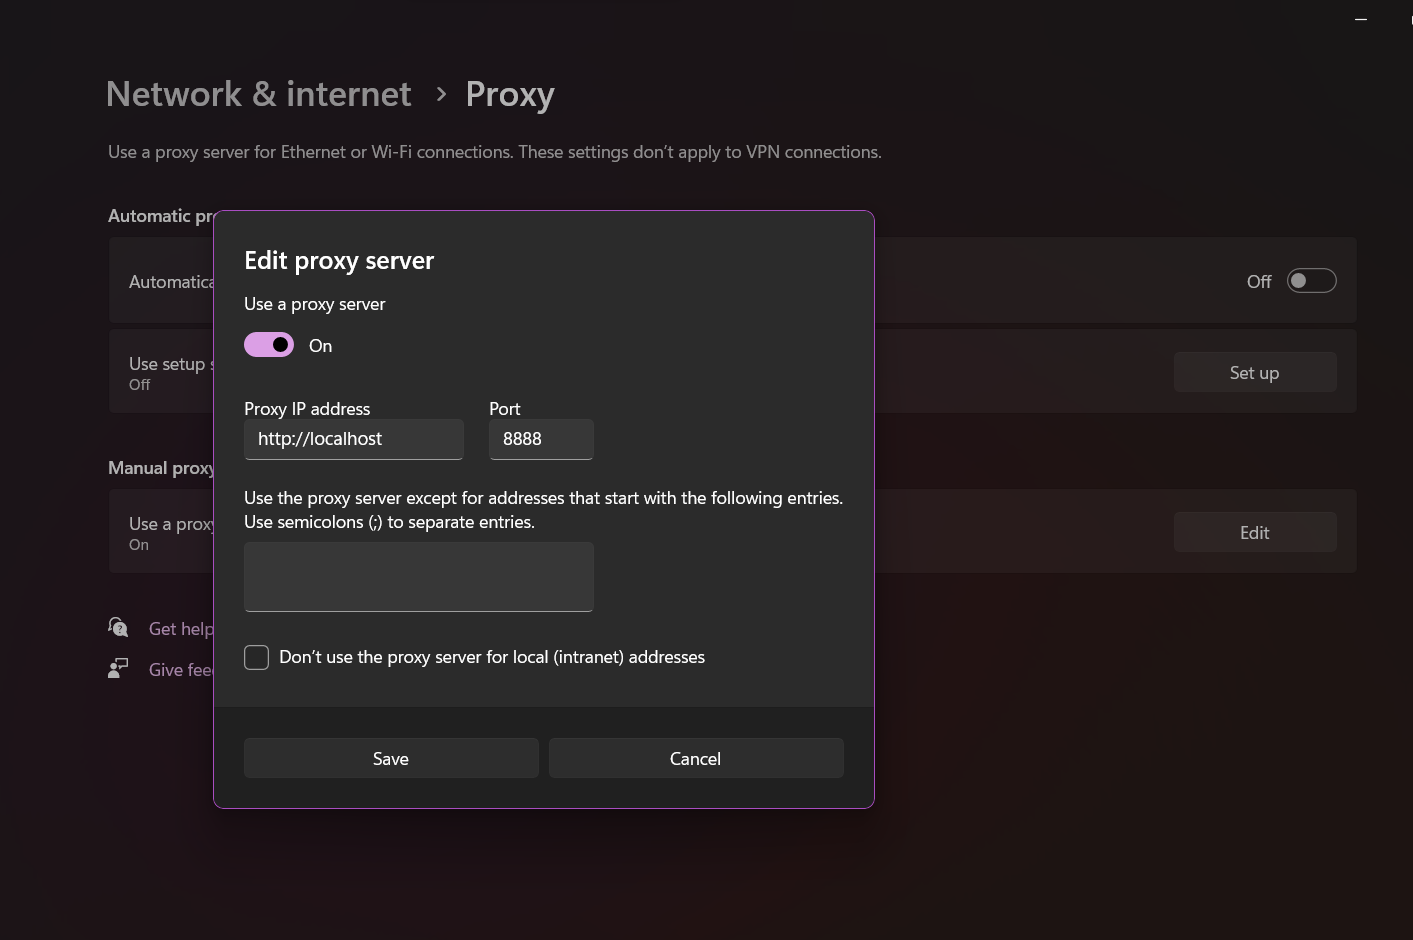 Network & internet > Proxy
Use a proxy server for Ethernet or Wi-Fi connections. These settings don't apply to VPN connections.
Automatic pr
Automatica
Off
Use setup s
Off
Set up
Manual proxy
Use a proxy
On
Edit
Get help
Give fee
Edit proxy server
Use a proxy server
On
Proxy IP address
Port
http://localhost
8888
Use the proxy server except for addresses that start with the following entries.
Use semicolons (;) to separate entries.
Don't use the proxy server for local (intranet) addresses
Save
Cancel